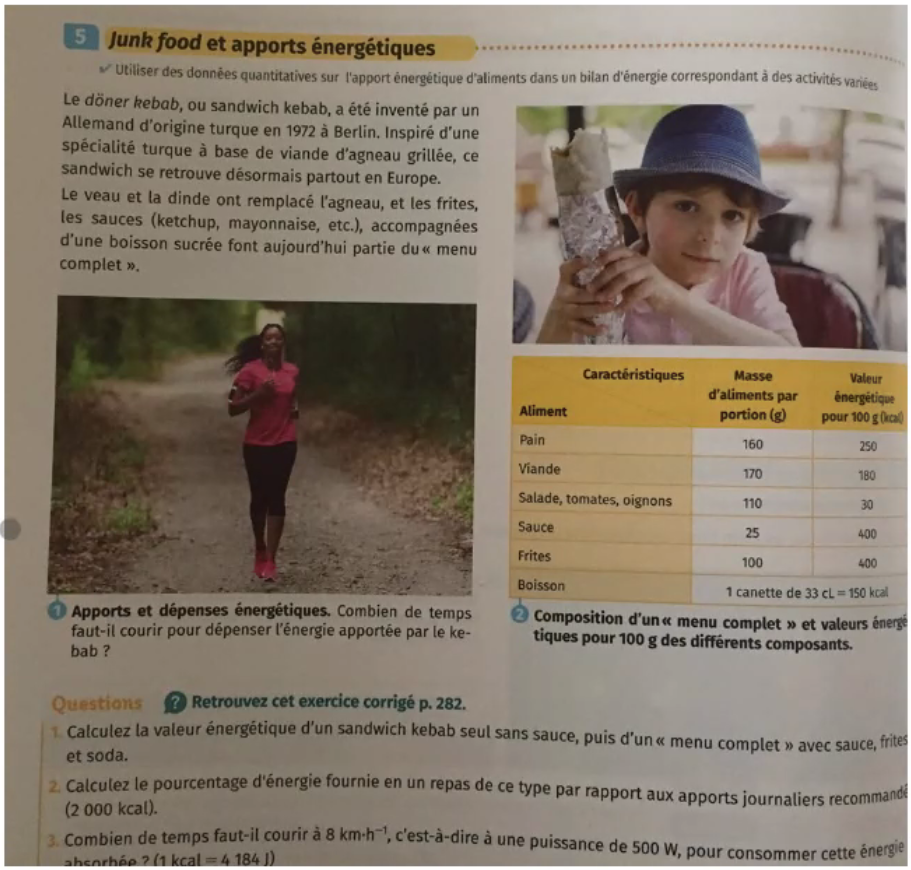 5 Junk food et apports énergétiques
✔ Utiliser des données quantitatives sur l'apport énergétique d'aliments dans un bilan d'énergie correspondant à des activités variées
Le döner kebab, ou sandwich kebab, a été inventé par un
Allemand d'origine turque en 1972 à Berlin. Inspiré d'une
spécialité turque à base de viande d'agneau grillée, ce
sandwich se retrouve désormais partout en Europe.
Le veau et la dinde ont remplacé l'agneau, et les frites,
les sauces (ketchup, mayonnaise, etc.), accompagnées
d'une boisson sucrée font aujourd'hui partie du « menu
complet ».
1 Apports et dépenses énergétiques. Combien de temps
faut-il courir pour dépenser l'énergie apportée par le ke-
bab ?
Caractéristiques Masse Valeur
d'aliments par énergétique
Aliment portion (g) pour 100 g (kcal)
Pain 160 250
Viande 170 180
Salade, tomates, oignons 110 30
Sauce 25 400
Frites 100 400
Boisson 1 canette de 33 cL = 150 kcal
2 Composition d'un « menu complet » et valeurs énergé
tiques pour 100 g des différents composants.
Questions ? Retrouvez cet exercice corrigé p. 282.
1. Calculez la valeur énergétique d'un sandwich kebab seul sans sauce, puis d'un « menu complet » avec sauce, frites
et soda.
2. Calculez le pourcentage d'énergie fournie en un repas de ce type par rapport aux apports journaliers recommandé
(2 000 kcal).
3. Combien de temps faut-il courir à 8 km·h⁻¹, c'est-à-dire à une puissance de 500 W, pour consommer cette énergie
absorbée ? (1 kcal = 4 184 J)